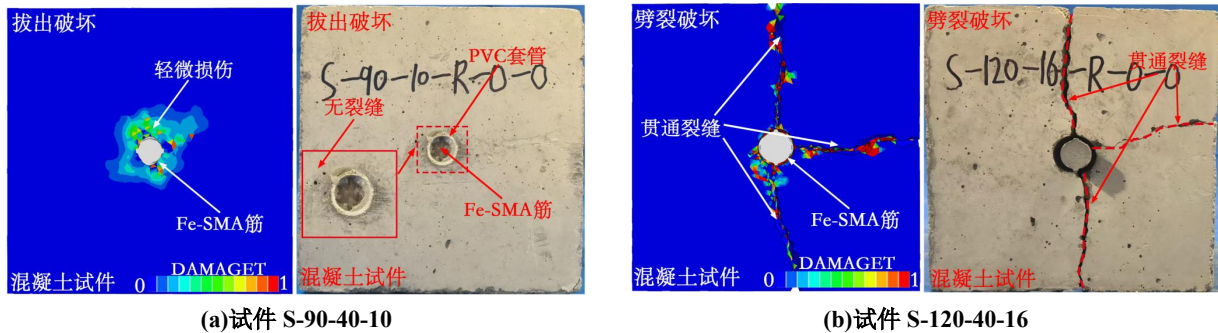 拔出破坏
轻微损伤
Fe-SMA筋
DAMAGET
混凝土试件
0
1
拔出破坏
PVC套管
S-90-10-R-0-0
无裂缝
Fe-SMA筋
混凝土试件
(a)试件 S-90-40-10
劈裂破坏
贯通裂缝
Fe-SMA筋
DAMAGET
混凝土试件
0
1
劈裂破坏
贯通裂缝
S-120-16-R-0-0
混凝土试件
(b)试件 S-120-40-16